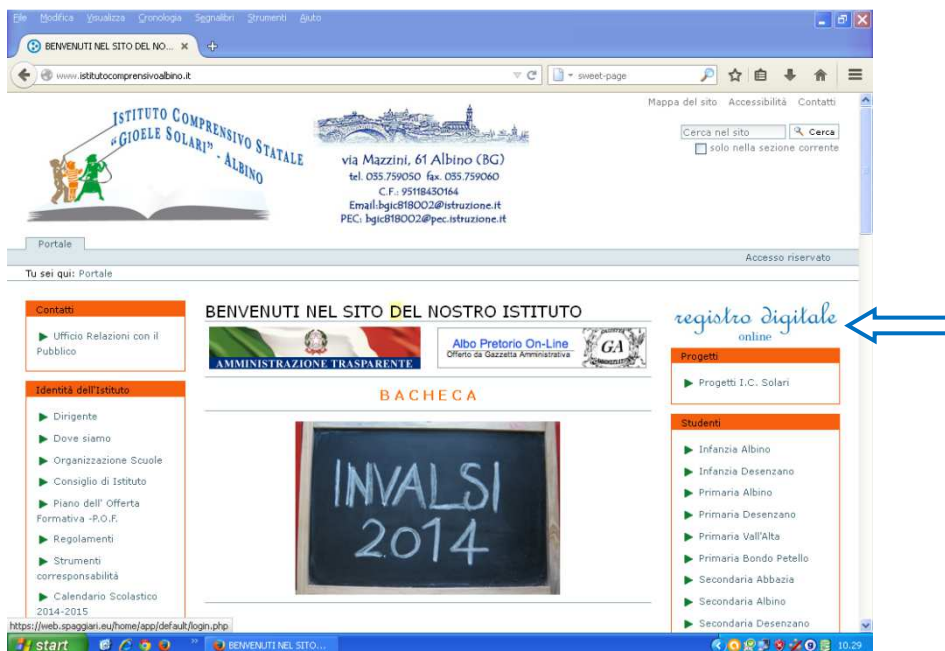 File Modifica Visualizza Cronologia Segnalibri Strumenti Aiuto
BENVENUTI NEL SITO DEL NO...
www.istitutocomprensivoalbino.it
sweet-page
Mappa del sito Accessibilità Contatti
Cerca nel sito Cerca
solo nella sezione corrente
ISTITUTO COMPRENSIVO STATALE
"GIOELE SOLARI" - ALBINO
via Mazzini, 61 Albino (BG)
tel. 035.759050 fax. 035.759060
C.F.: 95118430164
Email:bgic818002@istruzione.it
PEC: bgic818002@pec.istruzione.it
Portale
Accesso riservato
Tu sei qui: Portale
Contatti
Ufficio Relazioni con il
Pubblico
Identità dell'Istituto
Dirigente
Dove siamo
Organizzazione Scuole
Consiglio di Istituto
Piano dell' Offerta
Formativa -P.O.F.
Regolamenti
Strumenti
corresponsabilità
Calendario Scolastico
2014-2015
BENVENUTI NEL SITO DEL NOSTRO ISTITUTO
AMMINISTRAZIONE TRASPARENTE
Albo Pretorio On-Line
Offerto da Gazzetta Amministrativa
GA
BACHECA
INVALSI
2014
registro digitale
online
Progetti
Progetti I.C. Solari
Studenti
Infanzia Albino
Infanzia Desenzano
Primaria Albino
Primaria Desenzano
Primaria Vall'Alta
Primaria Bondo Petello
Secondaria Abbazia
Secondaria Albino
Secondaria Desenzano
https://web.spaggiari.eu/home/app/default/login.php
start
BENVENUTI NEL SITO...
10.29